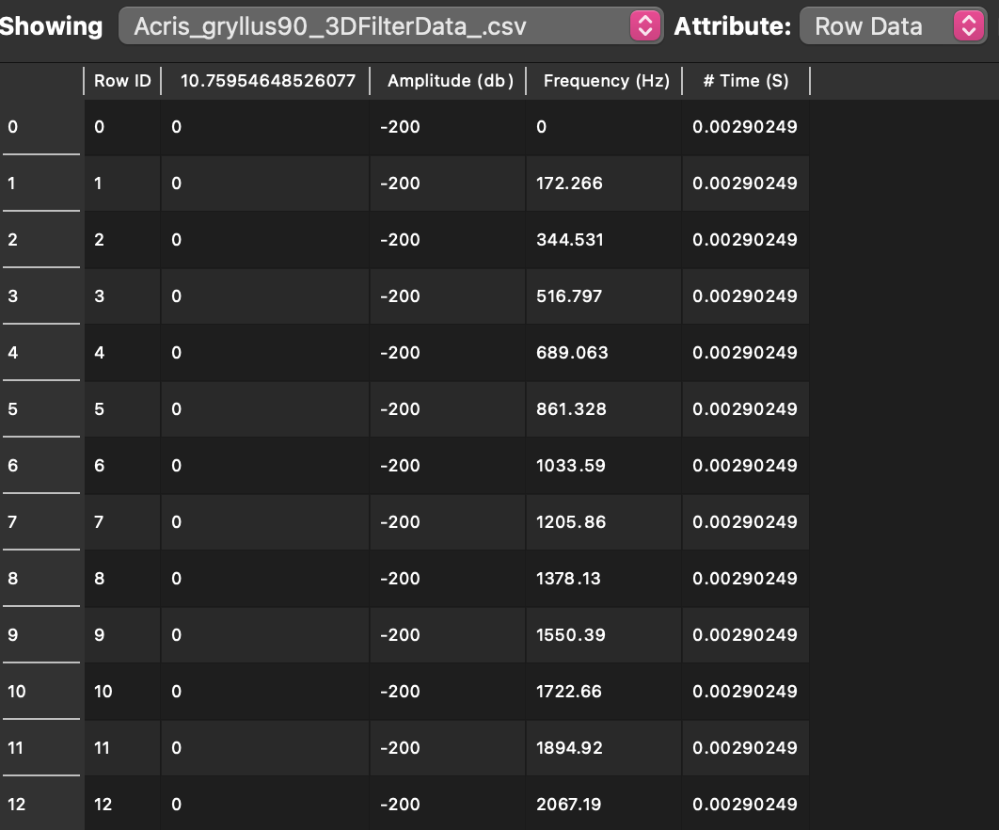 Showing Acris_gryllus90_3DFilterData_.csv Attribute: Row Data
Row ID 10.75954648526077 Amplitude (db) Frequency (Hz) # Time (S)
0 0 0 -200 0 0.00290249
1 1 0 -200 172.266 0.00290249
2 2 0 -200 344.531 0.00290249
3 3 0 -200 516.797 0.00290249
4 4 0 -200 689.063 0.00290249
5 5 0 -200 861.328 0.00290249
6 6 0 -200 1033.59 0.00290249
7 7 0 -200 1205.86 0.00290249
8 8 0 -200 1378.13 0.00290249
9 9 0 -200 1550.39 0.00290249
10 10 0 -200 1722.66 0.00290249
11 11 0 -200 1894.92 0.00290249
12 12 0 -200 2067.19 0.00290249